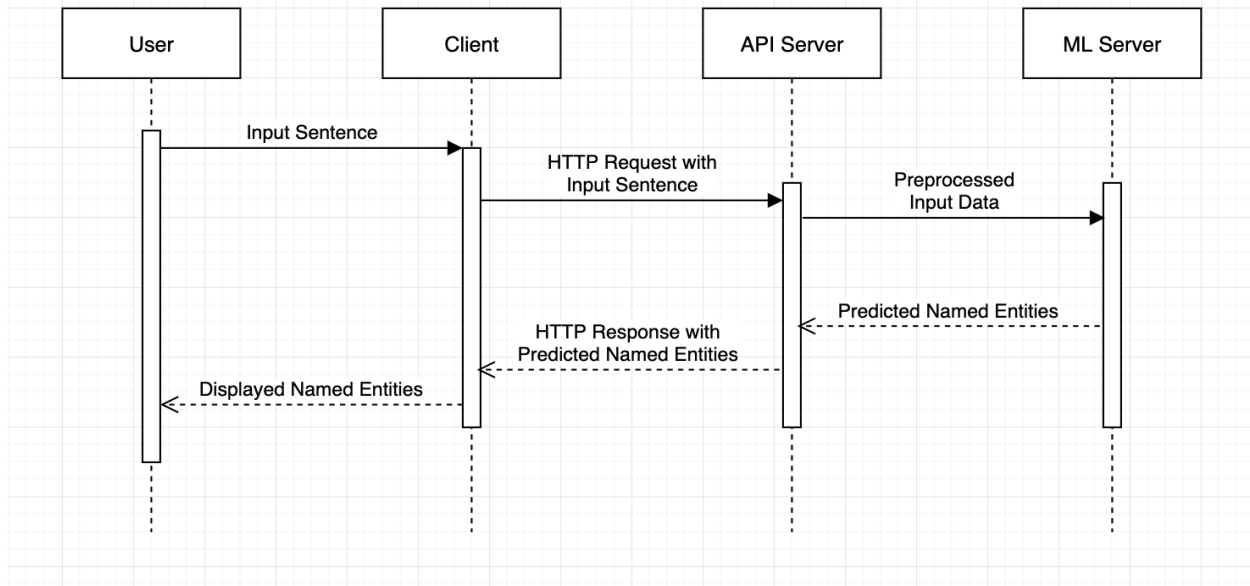 User
Client
API Server
ML Server
Input Sentence
HTTP Request with
Input Sentence
Preprocessed
Input Data
Predicted Named Entities
HTTP Response with
Predicted Named Entities
Displayed Named Entities